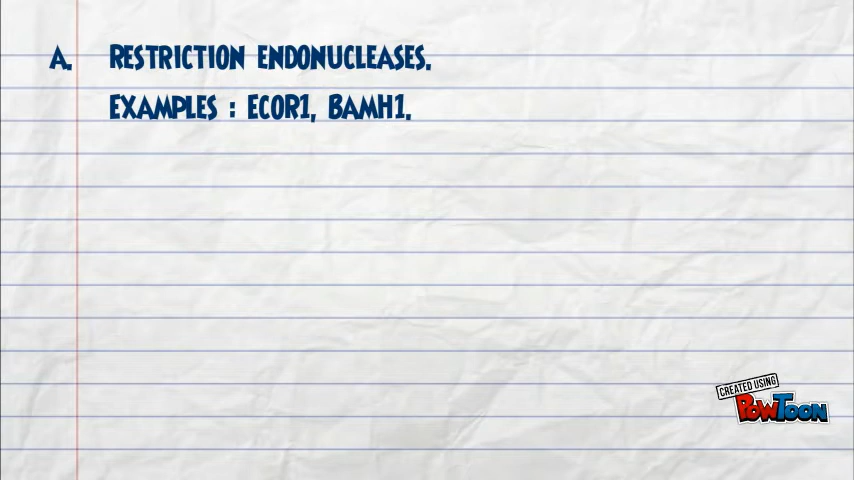 A. RESTRICTION ENDONUCLEASES.
EXAMPLES : ECOR1, BAMH1.
CREATED USING
POWTOON